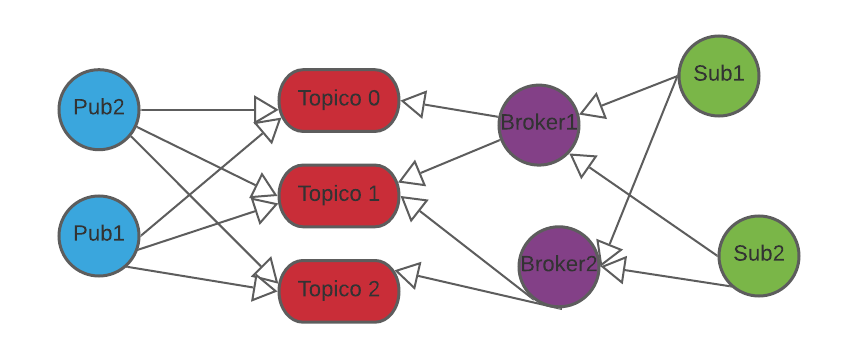 Pub2
Pub1
Topico 0
Topico 1
Topico 2
Broker1
Broker2
Sub1
Sub2